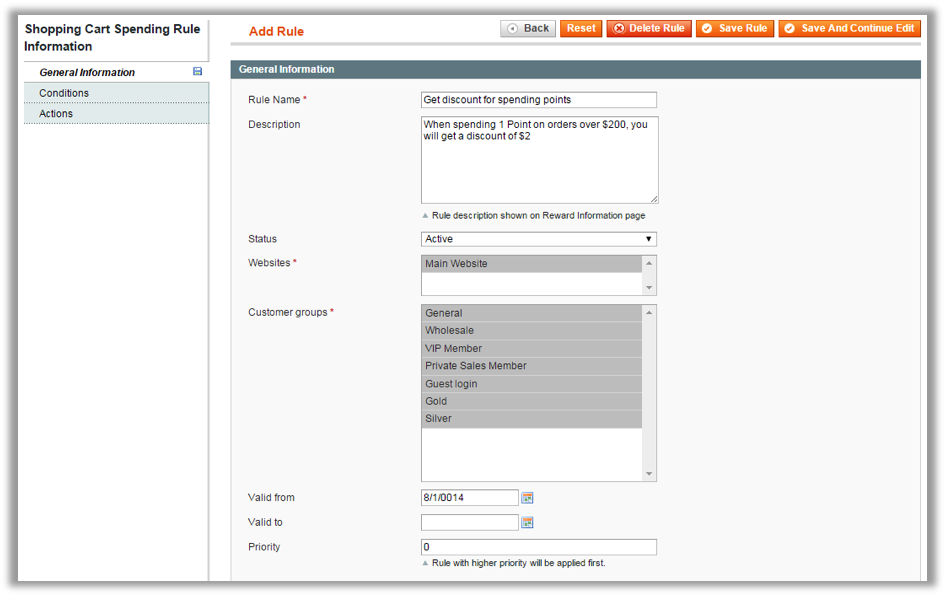 Shopping Cart Spending Rule
Information
General Information
Conditions
Actions
Add Rule
Back
Reset
Delete Rule
Save Rule
Save And Continue Edit
General Information
Rule Name *
Get discount for spending points
Description
When spending 1 Point on orders over $200, you
will get a discount of $2
Rule description shown on Reward Information page
Status
Active
Websites *
Main Website
Customer groups *
General
Wholesale
VIP Member
Private Sales Member
Guest login
Gold
Silver
Valid from
8/1/0014
Valid to
Priority
0
Rule with higher priority will be applied first.